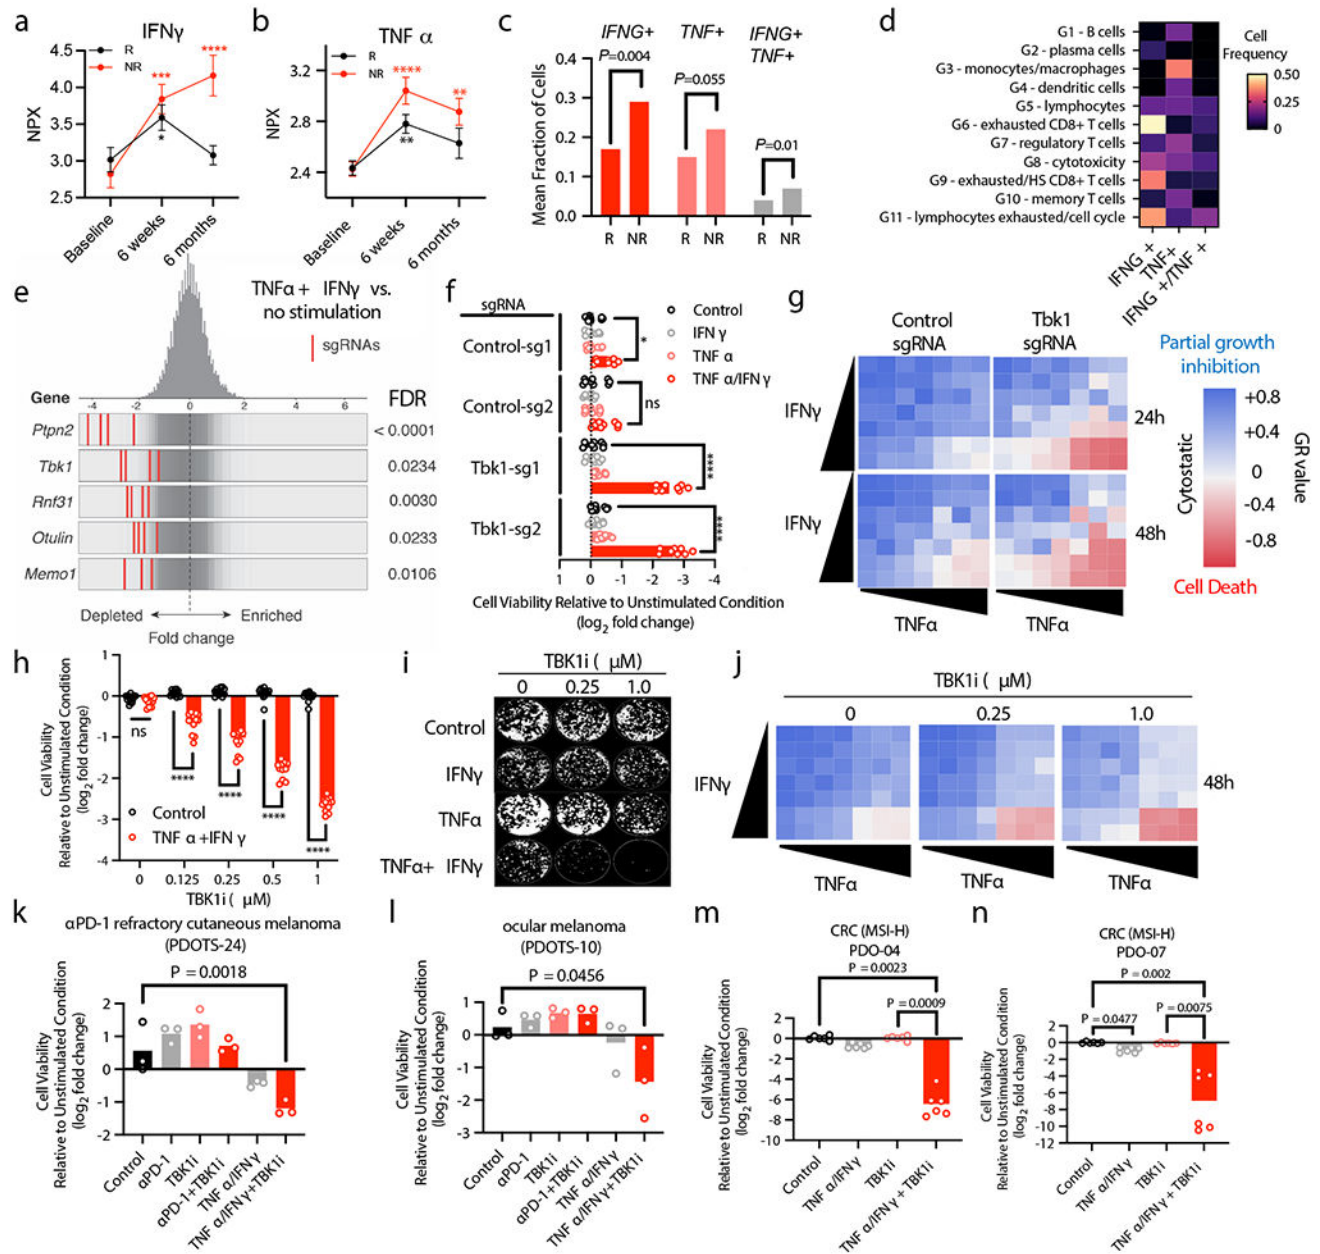 a
IFNγ
R
NR
****
***
*
4.5
4.0
3.5
3.0
2.5
NPX
Baseline
6 weeks
6 months
b
TNF α
R
NR
****
**
**
3.2
2.8
2.4
NPX
Baseline
6 weeks
6 months
c
IFNG+
TNF+
IFNG+
TNF+
P=0.004
P=0.055
P=0.01
0.4
0.3
0.2
0.1
0.0
Mean Fraction of Cells
R
NR
R
NR
R
NR
d
G1 - B cells
G2 - plasma cells
G3 - monocytes/macrophages
G4 - dendritic cells
G5 - lymphocytes
G6 - exhausted CD8+ T cells
G7 - regulatory T cells
G8 - cytotoxicity
G9 - exhausted/HS CD8+ T cells
G10 - memory T cells
G11 - lymphocytes exhausted/cell cycle
IFNG +
TNF+
IFNG +/TNF +
Cell
Frequency
0.50
0.25
0
e
TNFα + IFNγ vs.
no stimulation
sgRNAs
Gene
-4
-2
0
2
4
6
FDR
Ptpn2
< 0.0001
Tbk1
0.0234
Rnf31
0.0030
Otulin
0.0233
Memo1
0.0106
Depleted
Enriched
Fold change
f
sgRNA
Control-sg1
Control-sg2
Tbk1-sg1
Tbk1-sg2
*
ns
****
****
Control
IFN γ
TNF α
TNF α/IFN γ
1
0
-1
-2
-3
-4
Cell Viability Relative to Unstimulated Condition
(log2 fold change)
g
Control
sgRNA
Tbk1
sgRNA
IFNγ
24h
IFNγ
48h
TNFα
TNFα
Partial growth
inhibition
+0.8
+0.4
0
-0.4
-0.8
Cytostatic
GR value
Cell Death
h
1
0
-1
-2
-3
-4
Cell Viability
Relative to Unstimulated Condition
(log2 fold change)
ns
****
****
****
****
Control
TNF α +IFN γ
0
0.125
0.25
0.5
1
TBK1i ( μM)
i
TBK1i ( μM)
0
0.25
1.0
Control
IFNγ
TNFα
TNFα+ IFNγ
j
TBK1i ( μM)
0
0.25
1.0
IFNγ
48h
TNFα
TNFα
TNFα
k
αPD-1 refractory cutaneous melanoma
(PDOTS-24)
P = 0.0018
2
1
0
-1
-2
Cell Viability
Relative to Unstimulated Condition
(log2 fold change)
Control
αPD-1
TBK1i
αPD-1+TBK1i
TNF α/IFN γ
TNF α/IFN γ+TBK1i
l
ocular melanoma
(PDOTS-10)
P = 0.0456
1
0
-1
-2
-3
Cell Viability
Relative to Unstimulated Condition
(log2 fold change)
Control
αPD-1
TBK1i
αPD-1+TBK1i
TNF α/IFN γ
TNF α/IFN γ+TBK1i
m
CRC (MSI-H)
PDO-04
P = 0.0023
P = 0.0009
2
0
-2
-4
-6
-8
-10
Cell Viability
Relative to Unstimulated Condition
(log2 fold change)
Control
TNF α/IFN γ
TBK1i
TNF α/IFN γ + TBK1i
n
CRC (MSI-H)
PDO-07
P = 0.002
P = 0.0075
P = 0.0477
2
0
-2
-4
-6
-8
-10
-12
Cell Viability
Relative to Unstimulated Condition
(log2 fold change)
Control
TNF α/IFN γ
TBK1i
TNF α/IFN γ + TBK1i